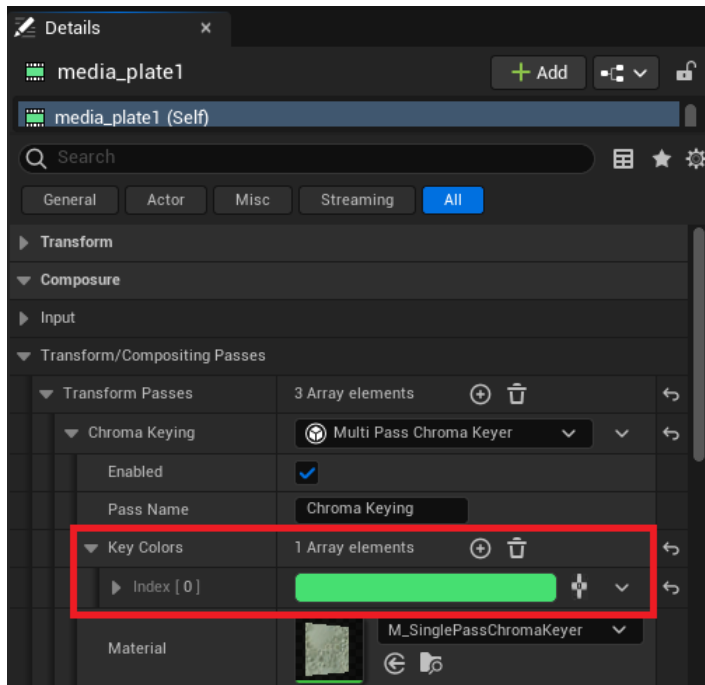 Details
media_plate1
Add
media_plate1 (Self)
Search
General Actor Misc Streaming All
Transform
Composure
Input
Transform/Compositing Passes
Transform Passes 3 Array elements
Chroma Keying Multi Pass Chroma Keyer
Enabled
Pass Name Chroma Keying
Key Colors 1 Array elements
Index [ 0 ]
M_SinglePassChromaKeyer
Material